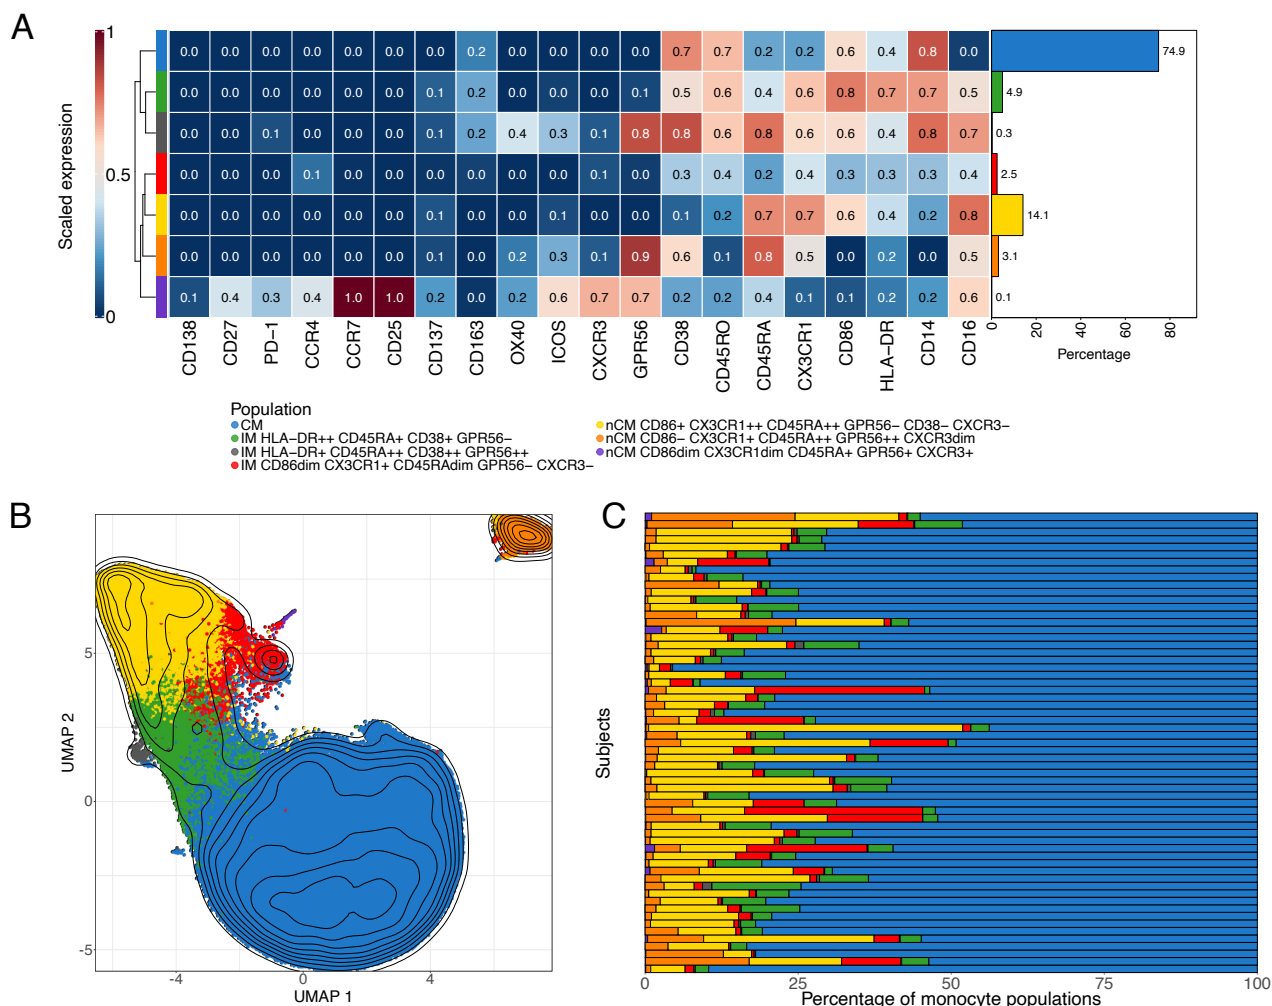 A
Scaled expression
1
0.5
0
0.0 0.0 0.0 0.0 0.0 0.0 0.0 0.2 0.0 0.0 0.0 0.0 0.7 0.7 0.2 0.2 0.6 0.4 0.8 0.0 74.9
0.0 0.0 0.0 0.0 0.0 0.0 0.1 0.2 0.0 0.0 0.0 0.1 0.5 0.6 0.4 0.6 0.8 0.7 0.7 0.5 4.9
0.0 0.0 0.1 0.0 0.0 0.0 0.1 0.2 0.4 0.3 0.1 0.8 0.8 0.6 0.8 0.6 0.6 0.4 0.8 0.7 0.3
0.0 0.0 0.0 0.1 0.0 0.0 0.0 0.0 0.0 0.0 0.1 0.0 0.3 0.4 0.2 0.4 0.3 0.3 0.3 0.4 2.5
0.0 0.0 0.0 0.0 0.0 0.0 0.1 0.0 0.0 0.1 0.0 0.0 0.1 0.2 0.7 0.7 0.6 0.4 0.2 0.8 14.1
0.0 0.0 0.0 0.0 0.0 0.0 0.1 0.0 0.2 0.3 0.1 0.9 0.6 0.1 0.8 0.5 0.0 0.2 0.0 0.5 3.1
0.1 0.4 0.3 0.4 1.0 1.0 0.2 0.0 0.2 0.6 0.7 0.7 0.2 0.2 0.4 0.1 0.1 0.2 0.2 0.6 0.1
CD138 CD27 PD−1 CCR4 CCR7 CD25 CD137 CD163 OX40 ICOS CXCR3 GPR56 CD38 CD45RO CD45RA CX3CR1 CD86 HLA−DR CD14 CD16
0 20 40 60 80
Percentage
Population
CM
IM HLA−DR++ CD45RA+ CD38+ GPR56−
IM HLA−DR+ CD45RA++ CD38++ GPR56++
IM CD86dim CX3CR1+ CD45RAdim GPR56− CXCR3−
nCM CD86+ CX3CR1++ CD45RA++ GPR56− CD38− CXCR3−
nCM CD86− CX3CR1+ CD45RA++ GPR56++ CXCR3dim
nCM CD86dim CX3CR1dim CD45RA+ GPR56+ CXCR3+
B
UMAP 2
5
0
-5
-4 0 4
UMAP 1
C
Subjects
0 25 50 75 100
Percentage of monocyte populations